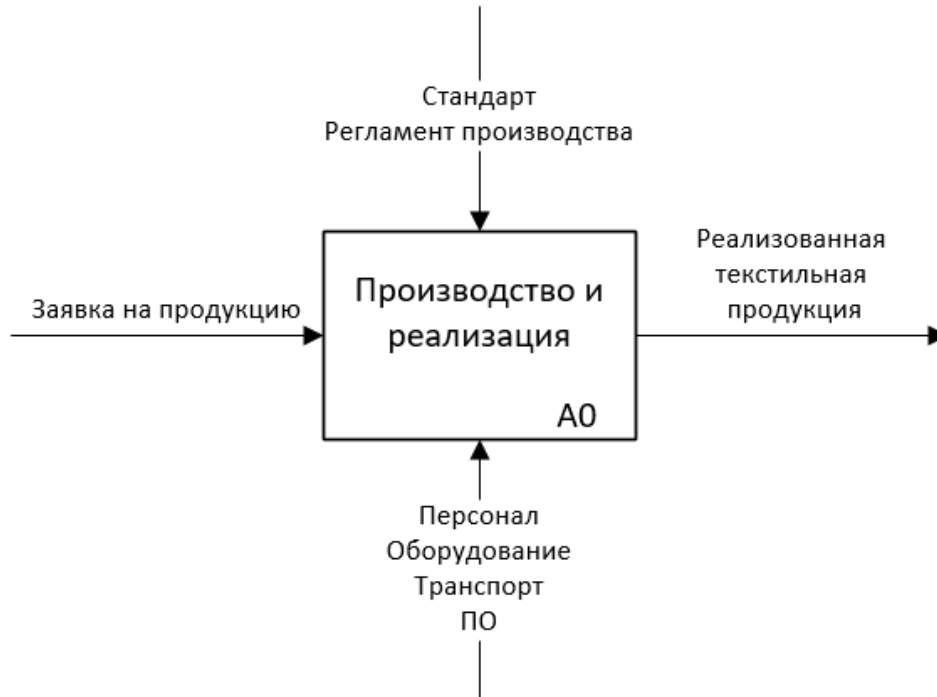 Стандарт
Регламент производства
Заявка на продукцию
Производство и
реализация
А0
Реализованная
текстильная
продукция
Персонал
Оборудование
Транспорт
ПО